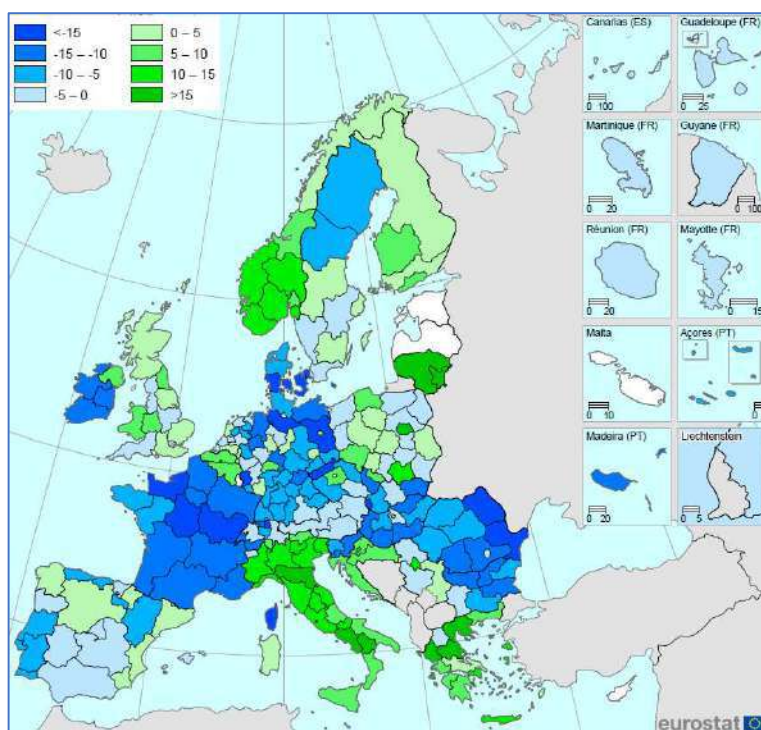 <-15
-15 – -10
-10 – -5
-5 – 0
0 – 5
5 – 10
10 – 15
>15
Canarias (ES)
0 100
Guadeloupe (FR)
0 25
Martinique (FR)
0 20
Guyane (FR)
0 100
Réunion (FR)
0 20
Mayotte (FR)
0 15
Malta
0 10
Açores (PT)
0
Madeira (PT)
0 20
Liechtenstein
0 5
eurostat